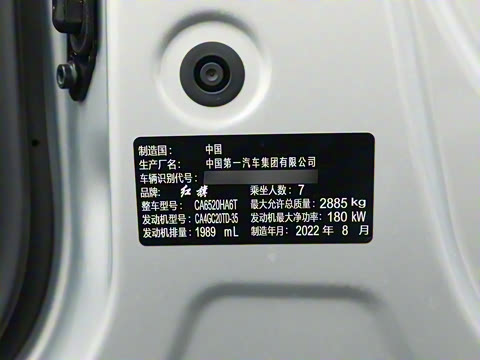 制造国: 中国
生产厂名: 中国第一汽车集团有限公司
车辆识别代号:
品牌: 红旗 乘坐人数: 7
整车型号: CA6520HA6T 最大允许总质量: 2885 kg
发动机型号: CA4GC20TD-35 发动机最大净功率: 180 kW
发动机排量: 1989 mL 制造年月: 2022 年 8 月